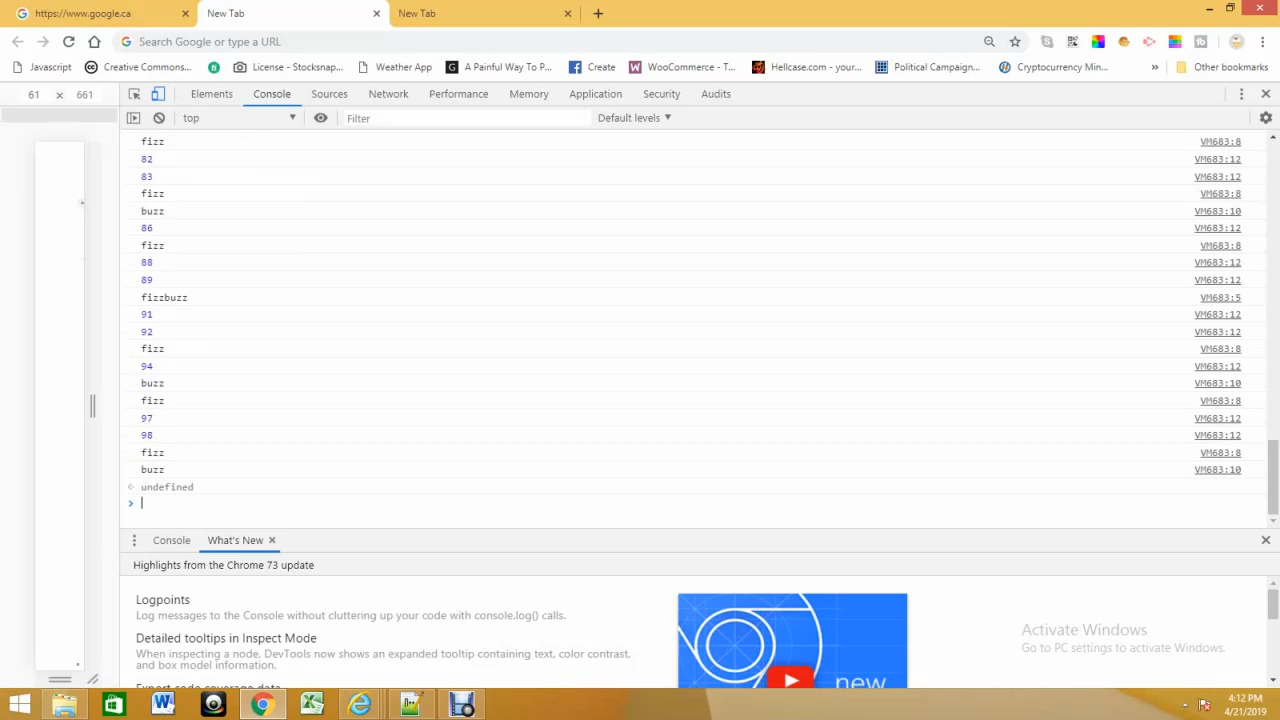 https://www.google.ca
New Tab
New Tab
Search Google or type a URL
Javascript
Creative Commons...
License - Stocksnap...
Weather App
A Painful Way To P...
Create
WooCommerce - T...
Hellcase.com - your...
Political Campaign...
Cryptocurrency Min...
»
Other bookmarks
61 × 661
Elements Console Sources Network Performance Memory Application Security Audits
top Filter Default levels
fizz VM683:8
82 VM683:12
83 VM683:12
fizz VM683:8
buzz VM683:10
86 VM683:12
fizz VM683:8
88 VM683:12
89 VM683:12
fizzbuzz VM683:5
91 VM683:12
92 VM683:12
fizz VM683:8
94 VM683:12
buzz VM683:10
fizz VM683:8
97 VM683:12
98 VM683:12
fizz VM683:8
buzz VM683:10
undefined
Console What's New
Highlights from the Chrome 73 update
Logpoints
Log messages to the Console without cluttering up your code with console.log() calls.
Detailed tooltips in Inspect Mode
When inspecting a node, DevTools now shows an expanded tooltip containing text, color contrast,
and box model information.
Export code coverage data
new
Activate Windows
Go to PC settings to activate Windows.
4:12 PM
4/21/2019